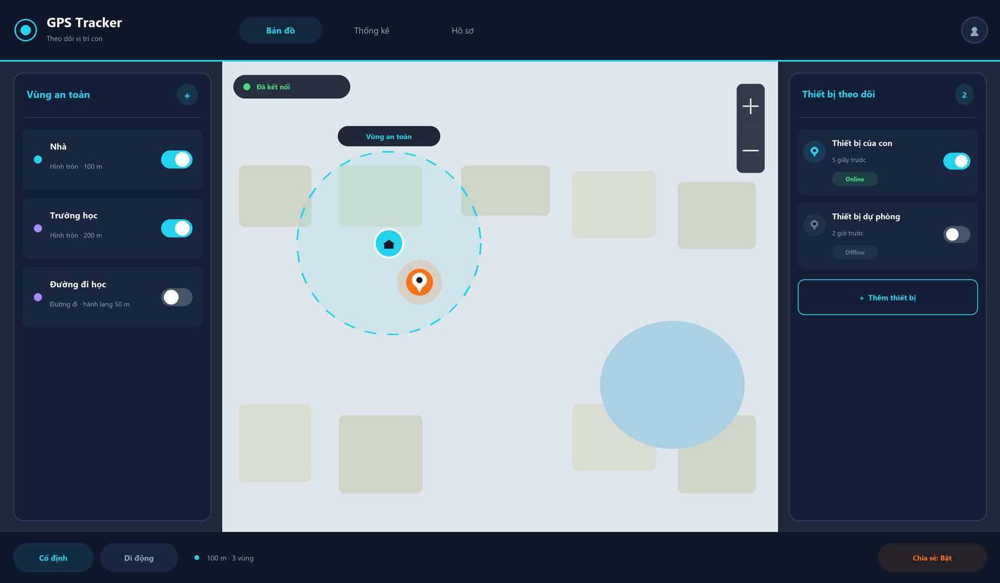 GPS Tracker
Theo dõi vị trí con
Bản đồ
Thống kê
Hồ sơ
Vùng an toàn
+
Nhà
Hình tròn · 100 m
Trường học
Hình tròn · 200 m
Đường đi học
Đường đi · hành lang 50 m
Đã kết nối
Vùng an toàn
Thiết bị theo dõi
2
Thiết bị của con
5 giây trước
Online
Thiết bị dự phòng
2 giờ trước
Offline
+ Thêm thiết bị
Cố định
Di động
100 m · 3 vùng
Chia sẻ: Bật